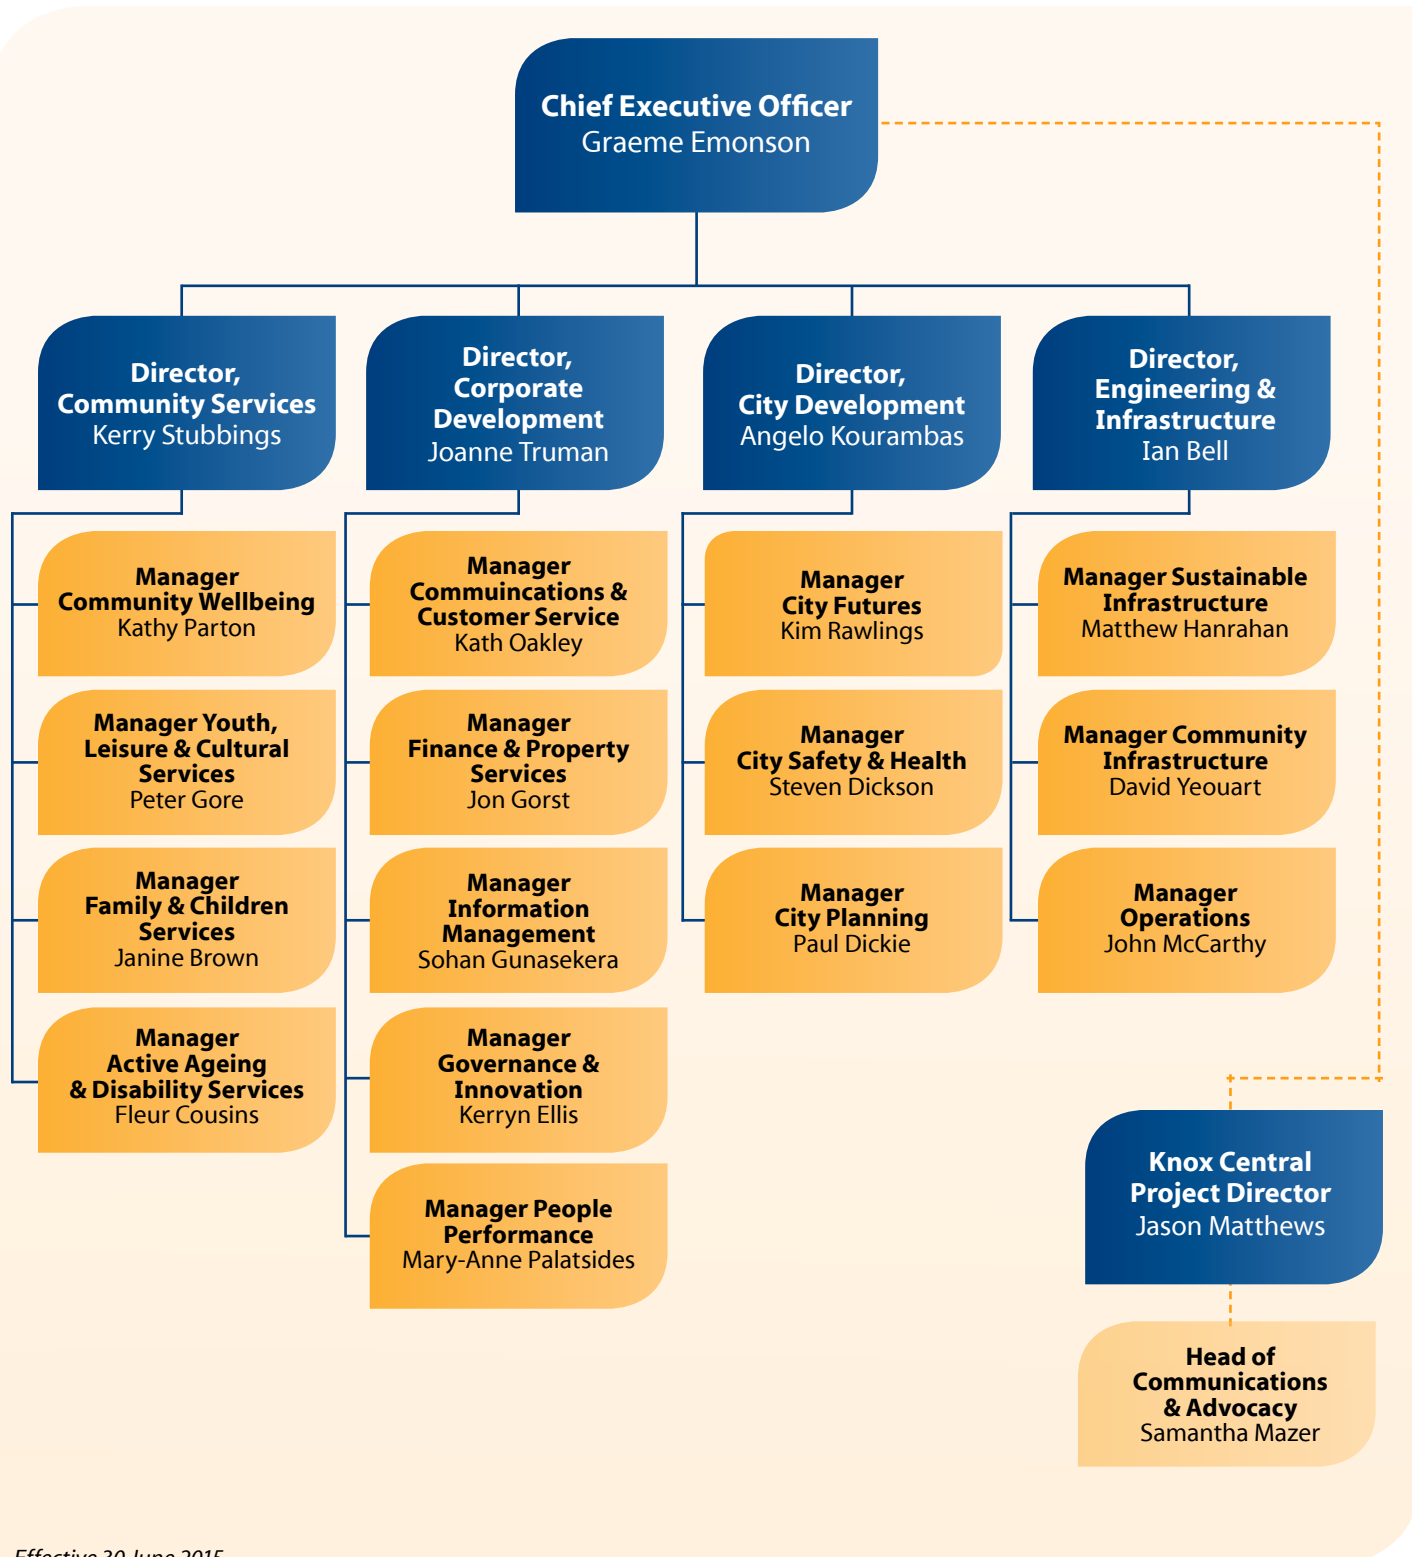 Chief Executive Officer
Graeme Emonson
Director,
Community Services
Kerry Stubbings
Director,
Corporate
Development
Joanne Truman
Director,
City Development
Angelo Kourambas
Director,
Engineering &
Infrastructure
Ian Bell
Manager
Community Wellbeing
Kathy Parton
Manager Youth,
Leisure & Cultural
Services
Peter Gore
Manager
Family & Children
Services
Janine Brown
Manager
Active Ageing
& Disability Services
Fleur Cousins
Manager
Commuincations &
Customer Service
Kath Oakley
Manager
Finance & Property
Services
Jon Gorst
Manager
Information
Management
Sohan Gunasekera
Manager
Governance &
Innovation
Kerryn Ellis
Manager People
Performance
Mary-Anne Palatsides
Manager
City Futures
Kim Rawlings
Manager
City Safety & Health
Steven Dickson
Manager
City Planning
Paul Dickie
Manager Sustainable
Infrastructure
Matthew Hanrahan
Manager Community
Infrastructure
David Yeouart
Manager
Operations
John McCarthy
Knox Central
Project Director
Jason Matthews
Head of
Communications
& Advocacy
Samantha Mazer
Effective 30 June 2015